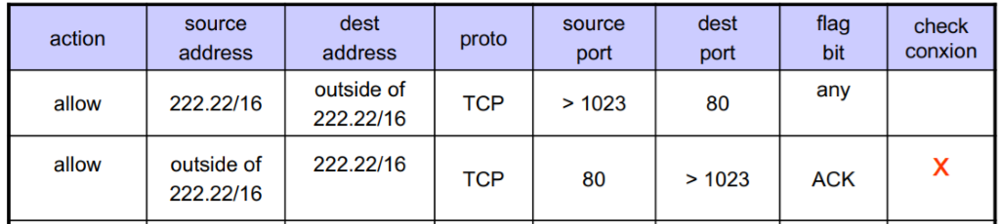 action source address dest address proto source port dest port flag bit check conxion
allow 222.22/16 outside of 222.22/16 TCP > 1023 80 any
allow outside of 222.22/16 222.22/16 TCP 80 > 1023 ACK X